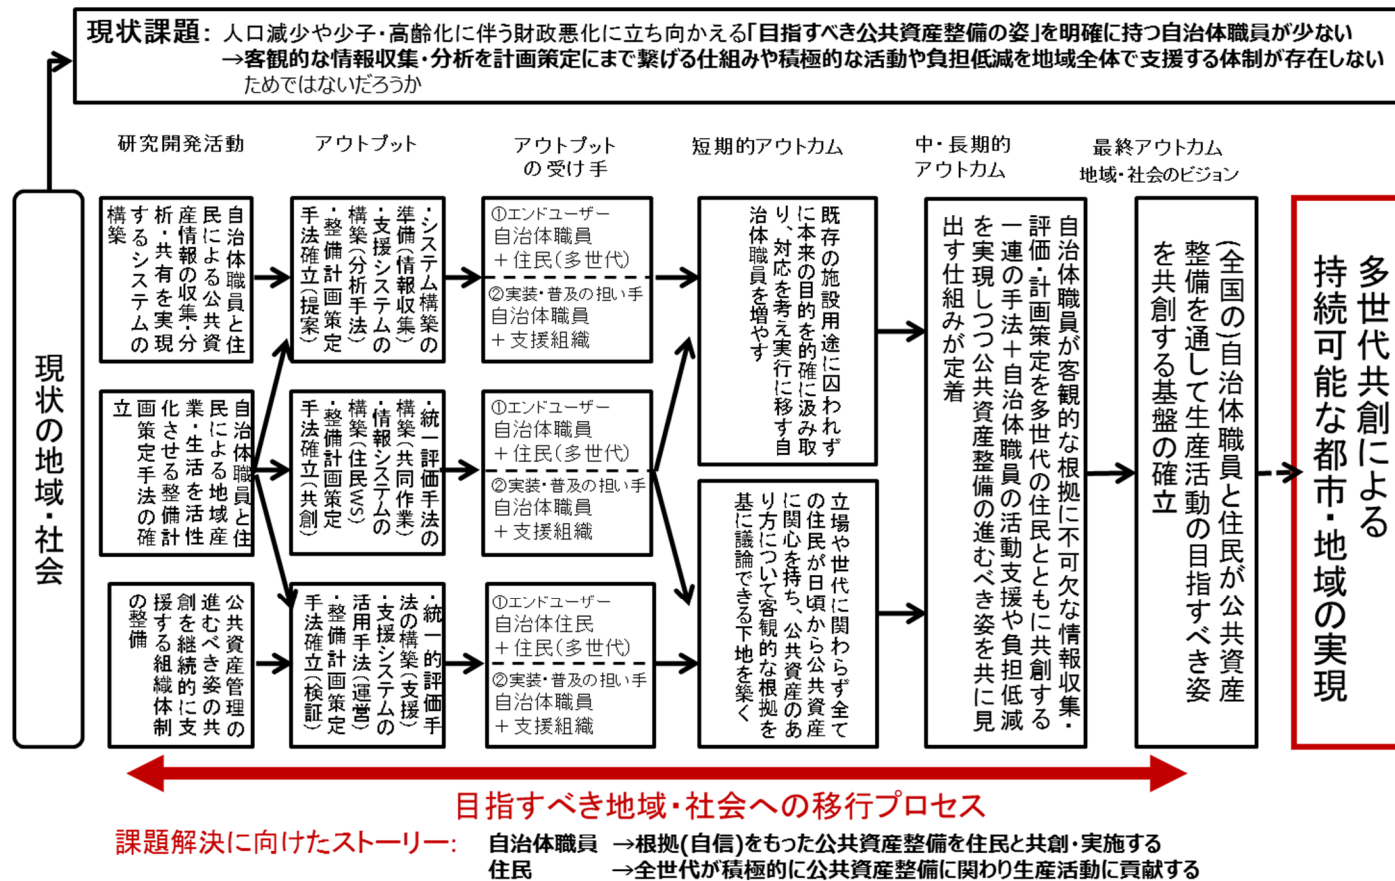 現状課題: 人口減少や少子・高齢化に伴う財政悪化に立ち向かえる「目指すべき公共資産整備の姿」を明確に持つ自治体職員が少ない
→客観的な情報収集・分析を計画策定にまで繋げる仕組みや積極的な活動や負担低減を地域全体で支援する体制が存在しない
ためではないだろうか
研究開発活動
アウトプット
アウトプット
の受け手
短期的アウトカム
中・長期的
アウトカム
最終アウトカム
地域・社会のビジョン
現状の地域・社会
自治体職員と住
民による公共資
産情報の収集・分
析・共有を実現
するシステムの
構築
・システム構築の
準備(情報収集)
・支援システムの
構築(分析手法)
・整備計画策定
手法確立(提案)
①エンドユーザー
自治体職員
+住民(多世代)
②実装・普及の担い手
自治体職員
+支援組織
自治体職員と住
民による地域産
業・生活を活性
化させる整備計
画策定手法の確
立
・統一評価手法の
構築(共同作業)
・情報システムの
構築(住民WS)
・整備計画策定
手法確立(共創)
①エンドユーザー
自治体職員
+住民(多世代)
②実装・普及の担い手
自治体職員
+支援組織
公共資産管理の
進むべき姿の共
創を継続的に支
援する組織体制
の整備
・統一的評価手
法の構築(支援)
・支援システムの
活用手法(運営)
・整備計画策定
手法確立(検証)
①エンドユーザー
自治体住民
+住民(多世代)
②実装・普及の担い手
自治体職員
+支援組織
既存の施設用途に囚われず
に本来の目的を的確に汲み取
り、対応を考え実行に移す自
治体職員を増やす
立場や世代に関わらず全て
の住民が日頃から公共資産
に関心を持ち、公共資産のあ
り方について客観的な根拠を
基に議論できる下地を築く
自治体職員が客観的な根拠に不可欠な情報収集・
評価・計画策定を多世代の住民とともに共創する
一連の手法+自治体職員の活動支援や負担低減
を実現しつつ公共資産整備の進むべき姿を共に見
出す仕組みが定着
(全国の)自治体職員と住民が公共資産
整備を通して生産活動の目指すべき姿
を共創する基盤の確立
多世代共創による
持続可能な都市・地域の実現
目指すべき地域・社会への移行プロセス
課題解決に向けたストーリー: 自治体職員 →根拠(自信)をもった公共資産整備を住民と共創・実施する
住民 →全世代が積極的に公共資産整備に関わり生産活動に貢献する